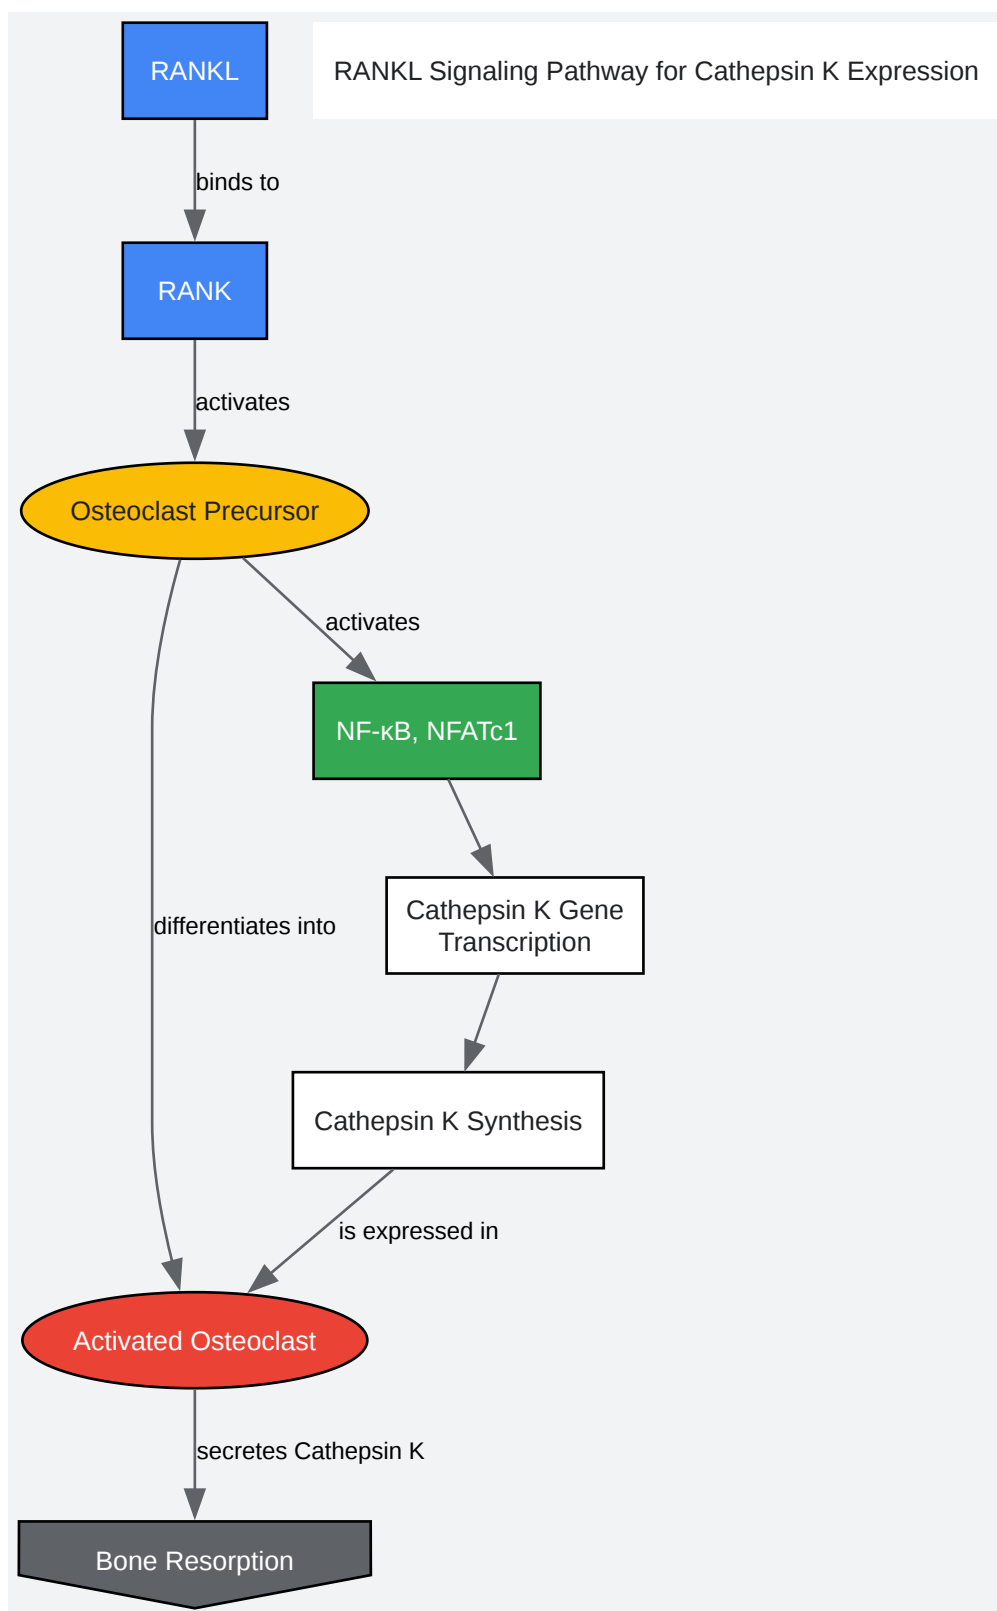 RANKL
RANKL Signaling Pathway for Cathepsin K Expression
binds to
RANK
activates
Osteoclast Precursor
activates
NF-κB, NFATc1
Cathepsin K Gene
Transcription
differentiates into
Cathepsin K Synthesis
is expressed in
Activated Osteoclast
secretes Cathepsin K
Bone Resorption